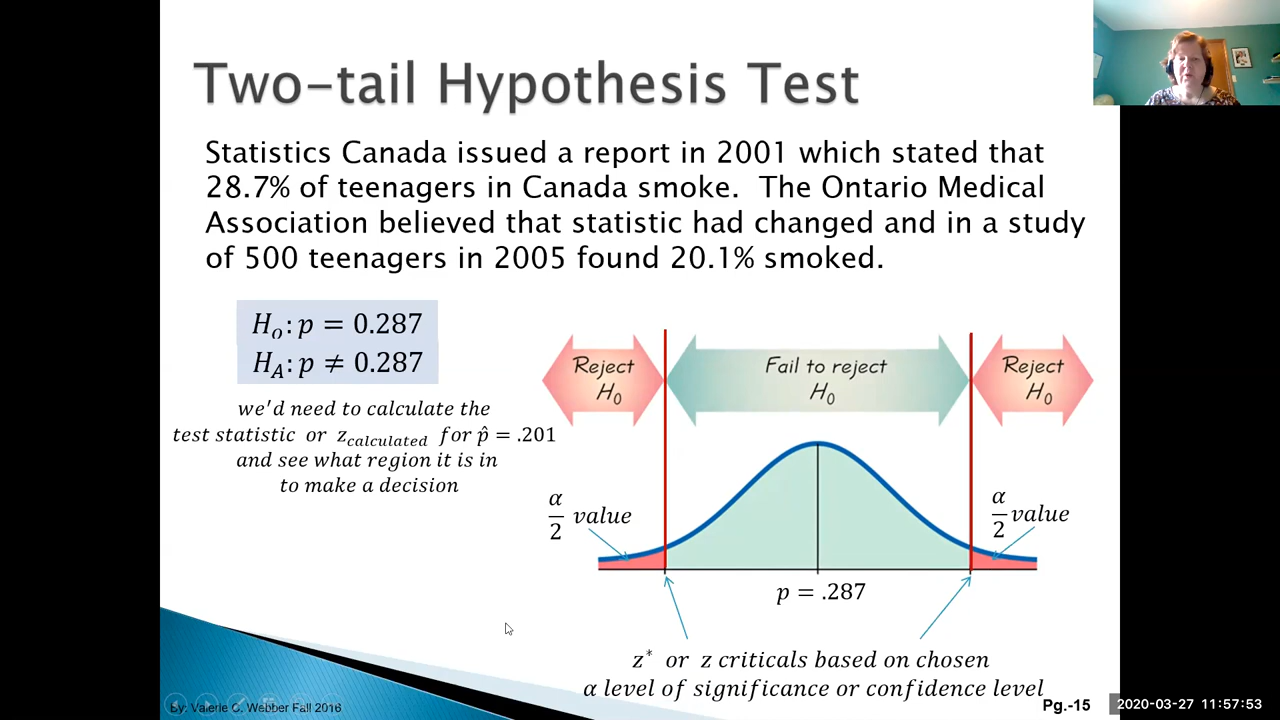 Two-tail Hypothesis Test
Statistics Canada issued a report in 2001 which stated that
28.7% of teenagers in Canada smoke. The Ontario Medical
Association believed that statistic had changed and in a study
of 500 teenagers in 2005 found 20.1% smoked.
H₀: p = 0.287
H_A: p ≠ 0.287
we'd need to calculate the
test statistic or z_calculated for p̂ = .201
and see what region it is in
to make a decision
Reject
H₀
Fail to reject
H₀
Reject
H₀
α/2 value
α/2 value
p = .287
z* or z criticals based on chosen
α level of significance or confidence level
By: Valerie C. Webber Fall 2016
Pg.-15
2020-03-27 11:57:53